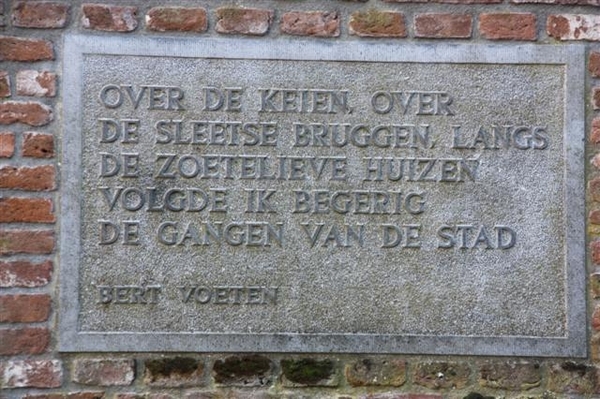 OVER DE KEIEN, OVER
DE SLEETSE BRUGGEN, LANGS
DE ZOETELIEVE HUIZEN
VOLGDE IK BEGERIG
DE GANGEN VAN DE STAD
BERT VOETEN